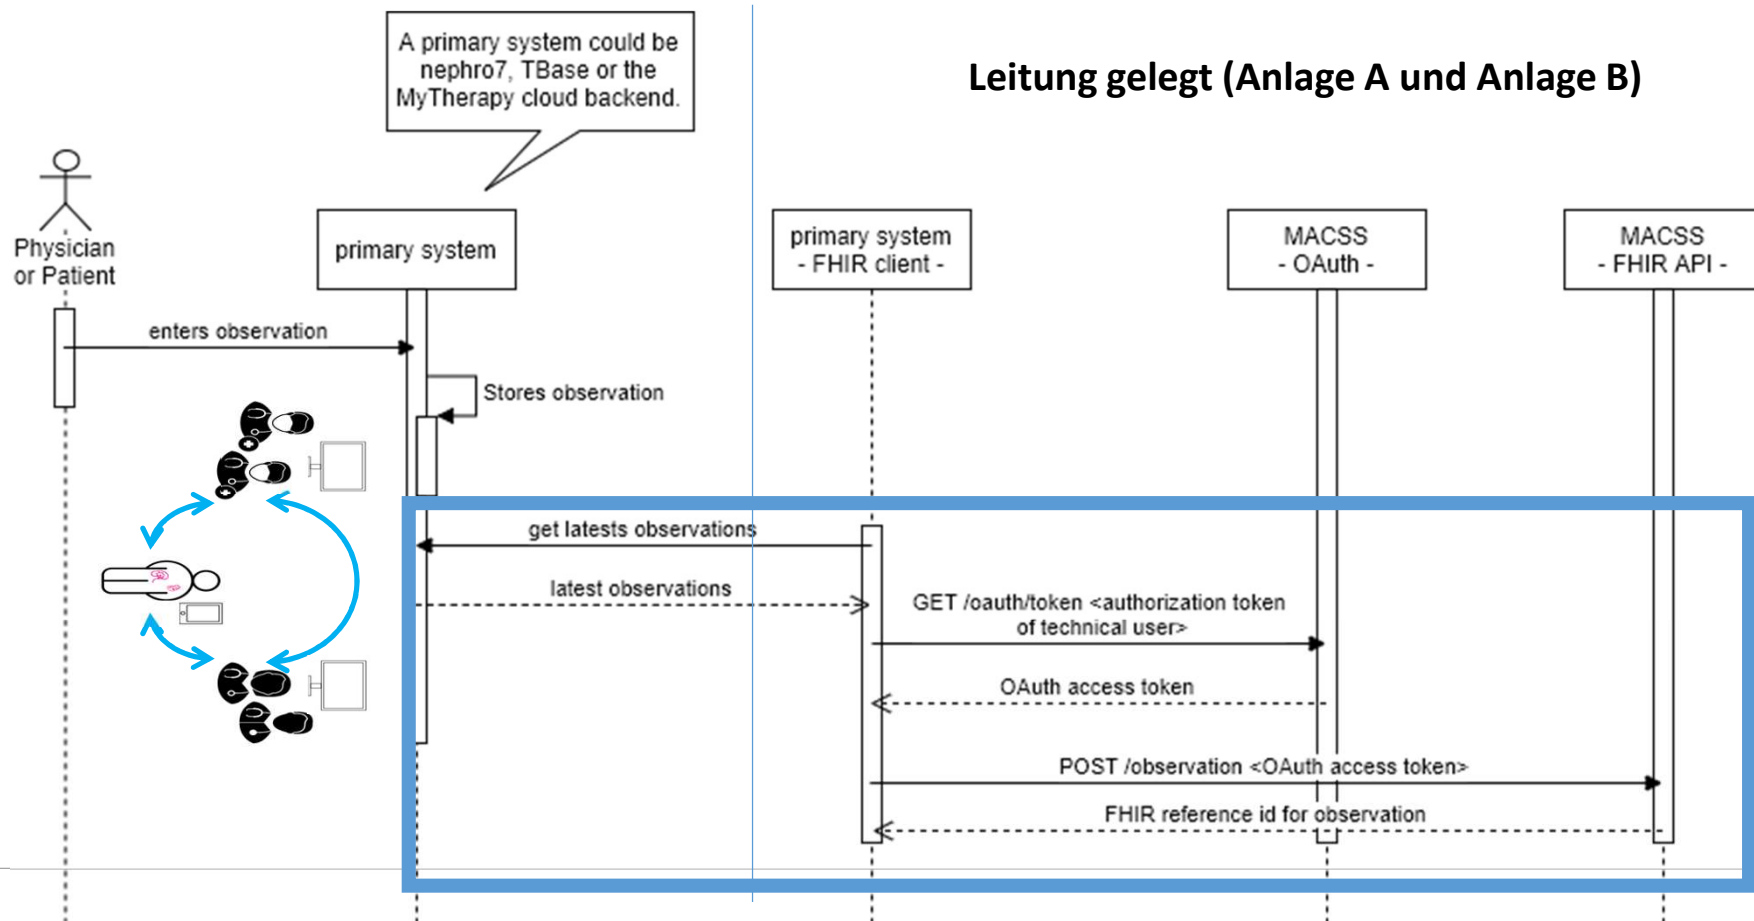 A primary system could be
nephro7, TBase or the
MyTherapy cloud backend.
Leitung gelegt (Anlage A und Anlage B)
Physician
or Patient
primary system
primary system
- FHIR client -
MACSS
- OAuth -
MACSS
- FHIR API -
enters observation
Stores observation
get latests observations
latest observations
GET /oauth/token <authorization token
of technical user>
OAuth access token
POST /observation <OAuth access token>
FHIR reference id for observation